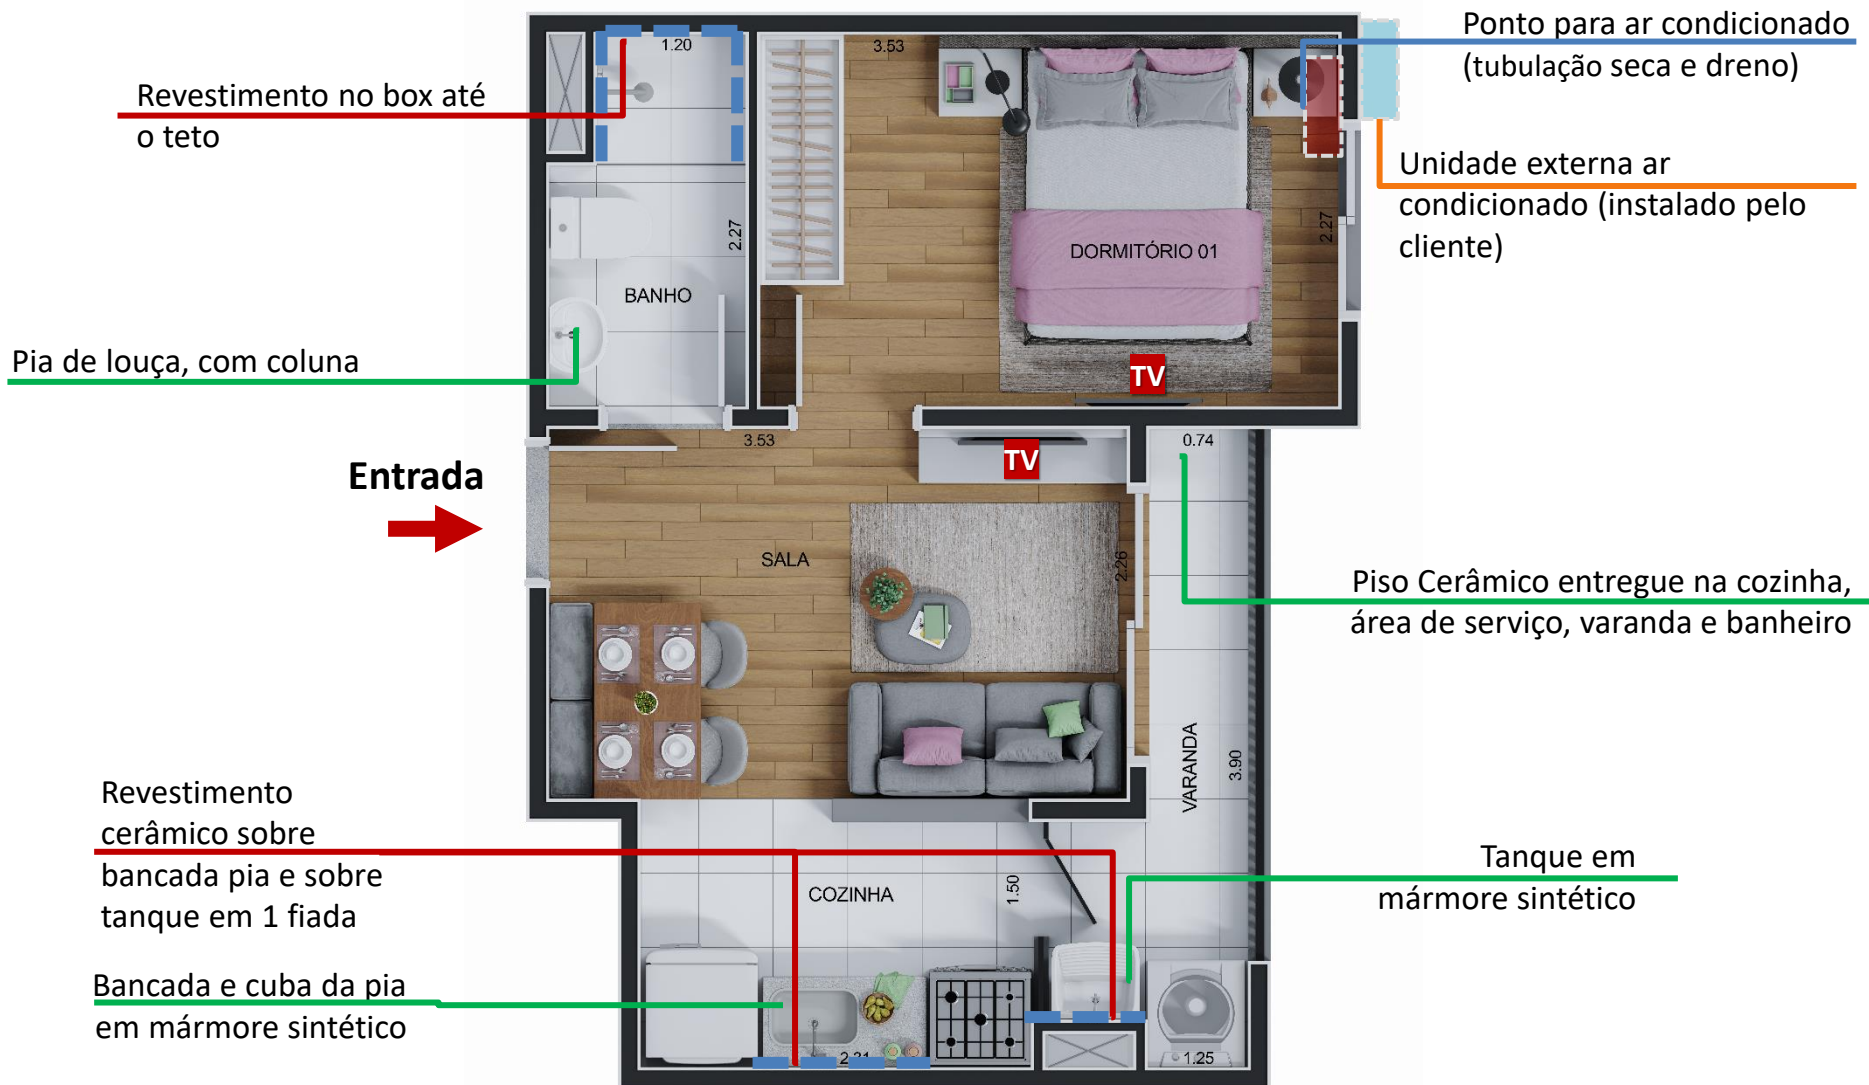 Ponto para ar condicionado
(tubulação seca e dreno)
1.20
3.53
Revestimento no box até
o teto
Unidade externa ar
condicionado (instalado pelo
cliente)
2.27
2.27
DORMITÓRIO 01
BANHO
Pia de louça, com coluna
TV
3.53
0.74
TV
Entrada
SALA
2.26
Piso Cerâmico entregue na cozinha,
área de serviço, varanda e banheiro
VARANDA
3.90
Revestimento
cerâmico sobre
bancada pia e sobre
tanque em 1 fiada
COZINHA
1.50
Tanque em
mármore sintético
Bancada e cuba da pia
em mármore sintético
2.21
1.25